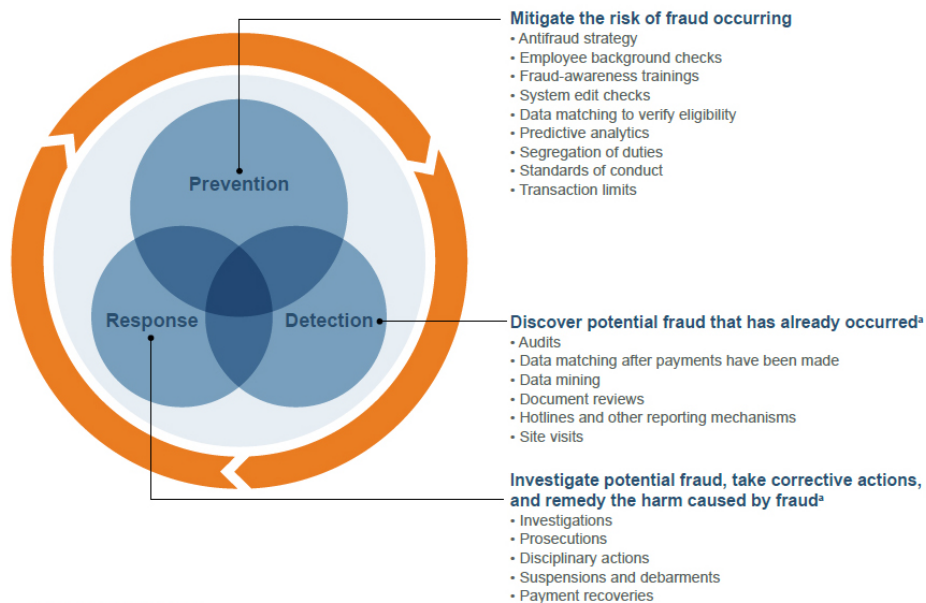 Mitigate the risk of fraud occurring
• Antifraud strategy
• Employee background checks
• Fraud-awareness trainings
• System edit checks
• Data matching to verify eligibility
• Predictive analytics
• Segregation of duties
• Standards of conduct
• Transaction limits
Prevention
Response
Detection
Discover potential fraud that has already occurredᵃ
• Audits
• Data matching after payments have been made
• Data mining
• Document reviews
• Hotlines and other reporting mechanisms
• Site visits
Investigate potential fraud, take corrective actions,
and remedy the harm caused by fraudᵃ
• Investigations
• Prosecutions
• Disciplinary actions
• Suspensions and debarments
• Payment recoveries